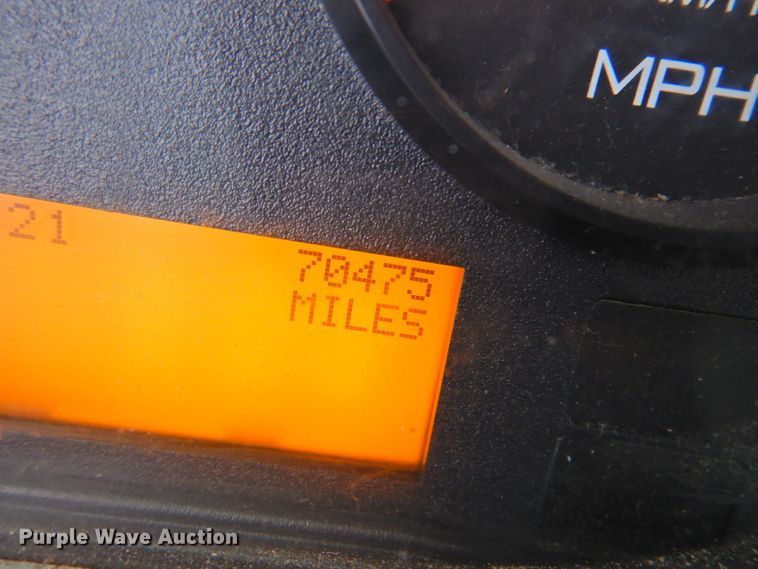 MPH
21
70475
MILES
Purple Wave Auction